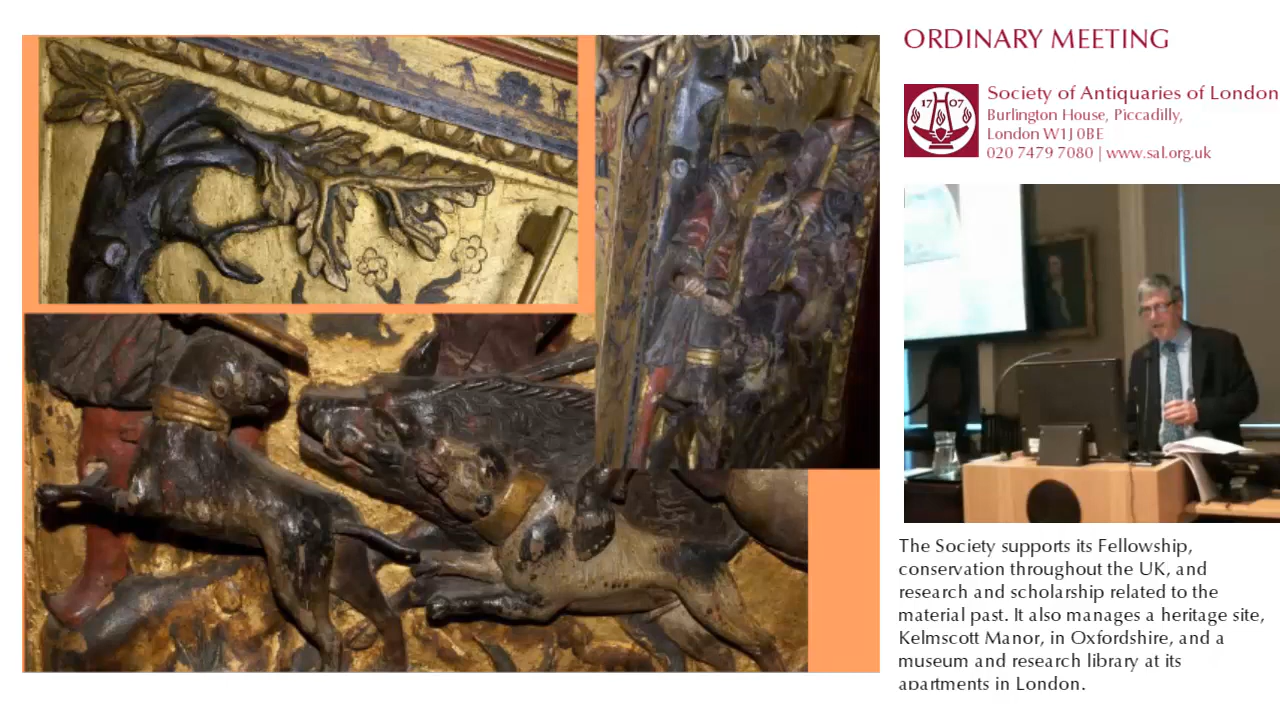 ORDINARY MEETING
17 07
Society of Antiquaries of London
Burlington House, Piccadilly,
London W1J 0BE
020 7479 7080 | www.sal.org.uk
The Society supports its Fellowship,
conservation throughout the UK, and
research and scholarship related to the
material past. It also manages a heritage site,
Kelmscott Manor, in Oxfordshire, and a
museum and research library at its
apartments in London.